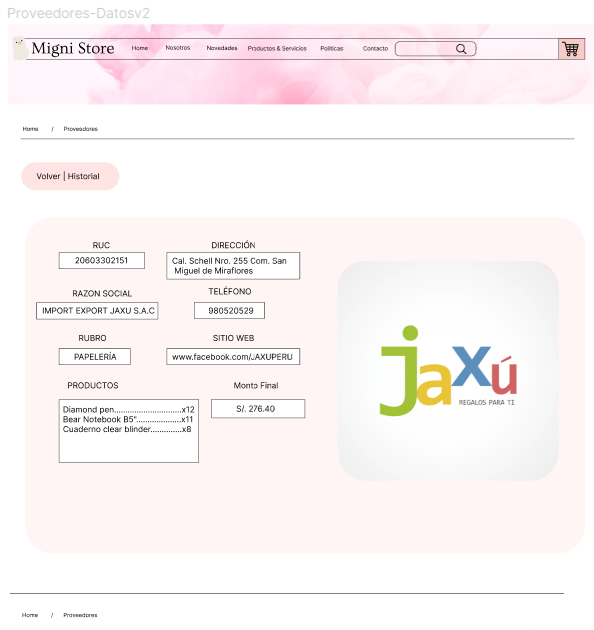 Proveedores-Datosv2
Migni Store
Home
Nosotros
Novedades
Productos & Servicios
Políticas
Contacto
Home / Proveedores
Volver | Historial
RUC
20603302151
DIRECCIÓN
Cal. Schell Nro. 255 Com. San
Miguel de Miraflores
RAZON SOCIAL
IMPORT EXPORT JAXU S.A.C
TELÉFONO
980520529
RUBRO
PAPELERÍA
SITIO WEB
www.facebook.com/JAXUPERU
PRODUCTOS
Diamond pen..............................x12
Bear Notebook B5"....................x11
Cuaderno clear blinder..............x8
Monto Final
S/. 276.40
jaXú
REGALOS PARA TI
Home / Proveedores